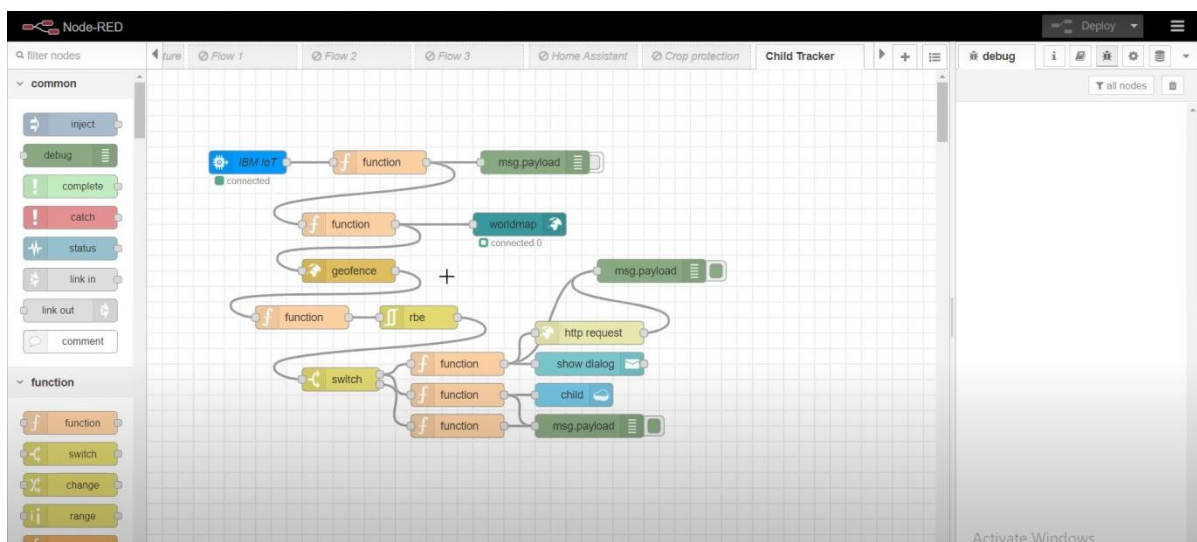 Node-RED
Deploy
filter nodes
ture
Flow 1
Flow 2
Flow 3
Home Assistant
Crop protection
Child Tracker
debug
i
all nodes
common
inject
debug
complete
catch
status
link in
link out
comment
function
function
switch
change
range
IBM IoT
connected
function
msg.payload
function
worldmap
connected 0
geofence
msg.payload
function
rbe
http request
switch
function
show dialog
function
child
function
msg.payload
Activate Windows